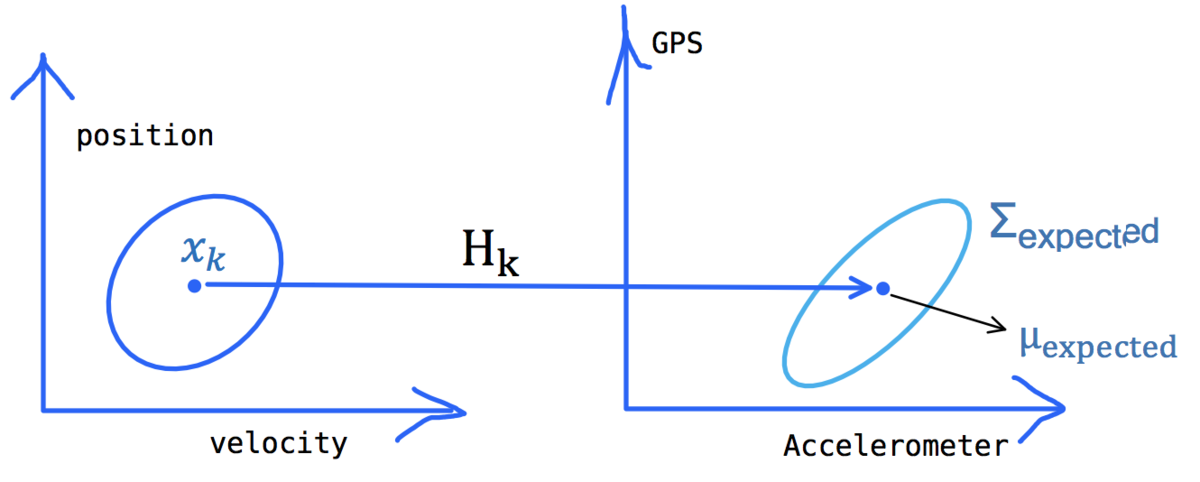 GPS
position
Σexpected
xk
Hk
μexpected
velocity
Accelerometer